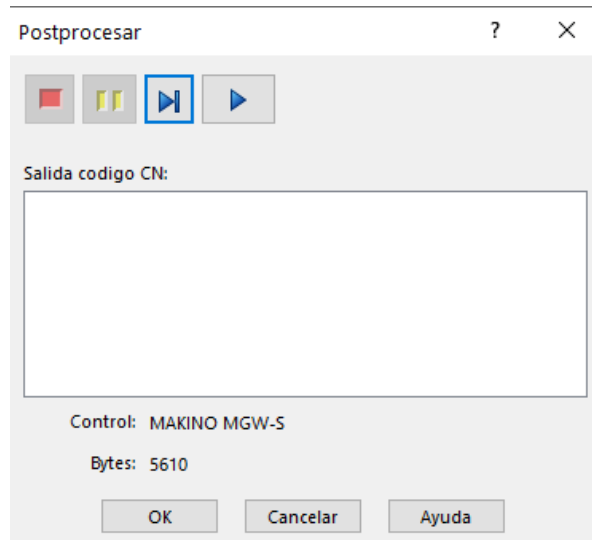 Postprocesar ?
Salida codigo CN:
Control: MAKINO MGW-S
Bytes: 5610
OK Cancelar Ayuda